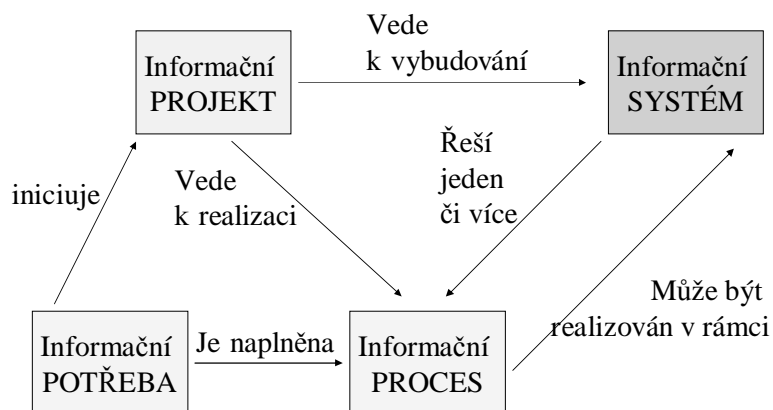 Vede
k vybudování
Informační
PROJEKT
Informační
SYSTÉM
Řeší
jeden
či více
iniciuje
Vede
k realizaci
Může být
realizován v rámci
Informační
POTŘEBA
Je naplněna
Informační
PROCES